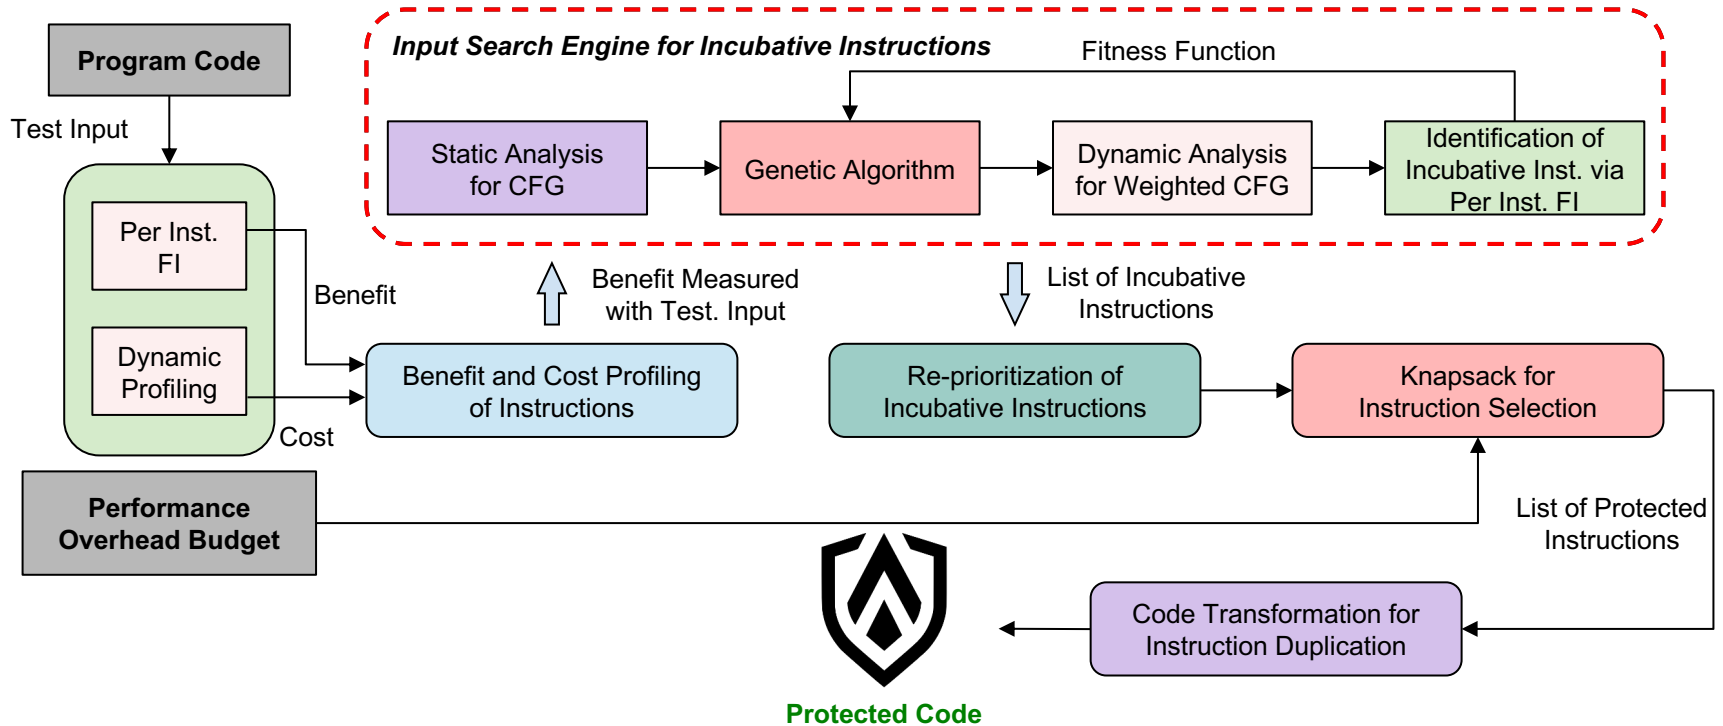 Program Code
Test Input
Per Inst.
FI
Dynamic
Profiling
Benefit
Cost
Performance
Overhead Budget
Input Search Engine for Incubative Instructions
Fitness Function
Static Analysis
for CFG
Genetic Algorithm
Dynamic Analysis
for Weighted CFG
Identification of
Incubative Inst. via
Per Inst. FI
Benefit Measured
with Test. Input
List of Incubative
Instructions
Benefit and Cost Profiling
of Instructions
Re-prioritization of
Incubative Instructions
Knapsack for
Instruction Selection
List of Protected
Instructions
Code Transformation for
Instruction Duplication
Protected Code